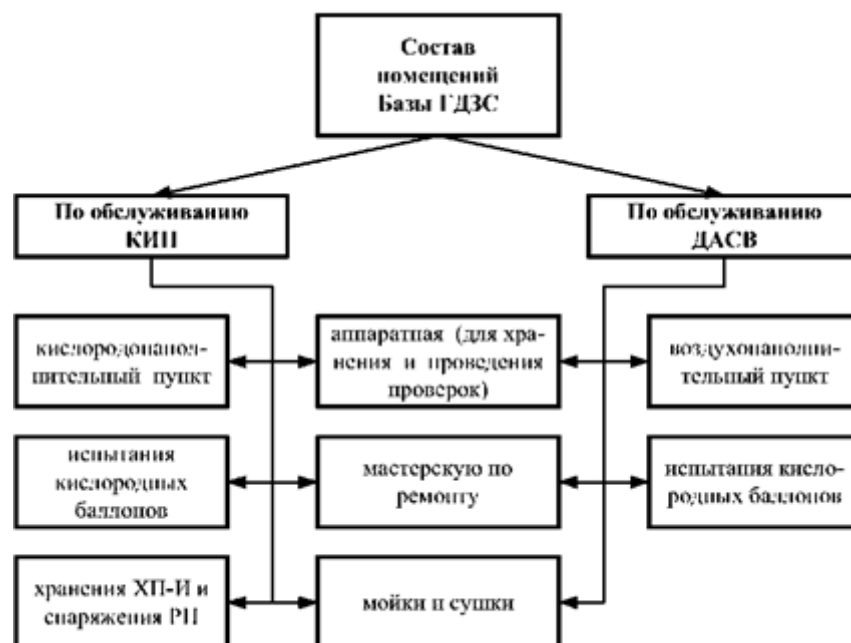 Состав
помещений
Базы ГДЗС
По обслуживанию
КИП
По обслуживанию
ДАСВ
кислородонапол-
нительный пункт
аппаратная (для хра-
нения и проведения
проверок)
воздухонаполни-
тельный пункт
испытания
кислородных
баллонов
мастерскую по
ремонту
испытания кисло-
родных баллонов
хранения ХП-И и
снаряжения РП
мойки и сушки